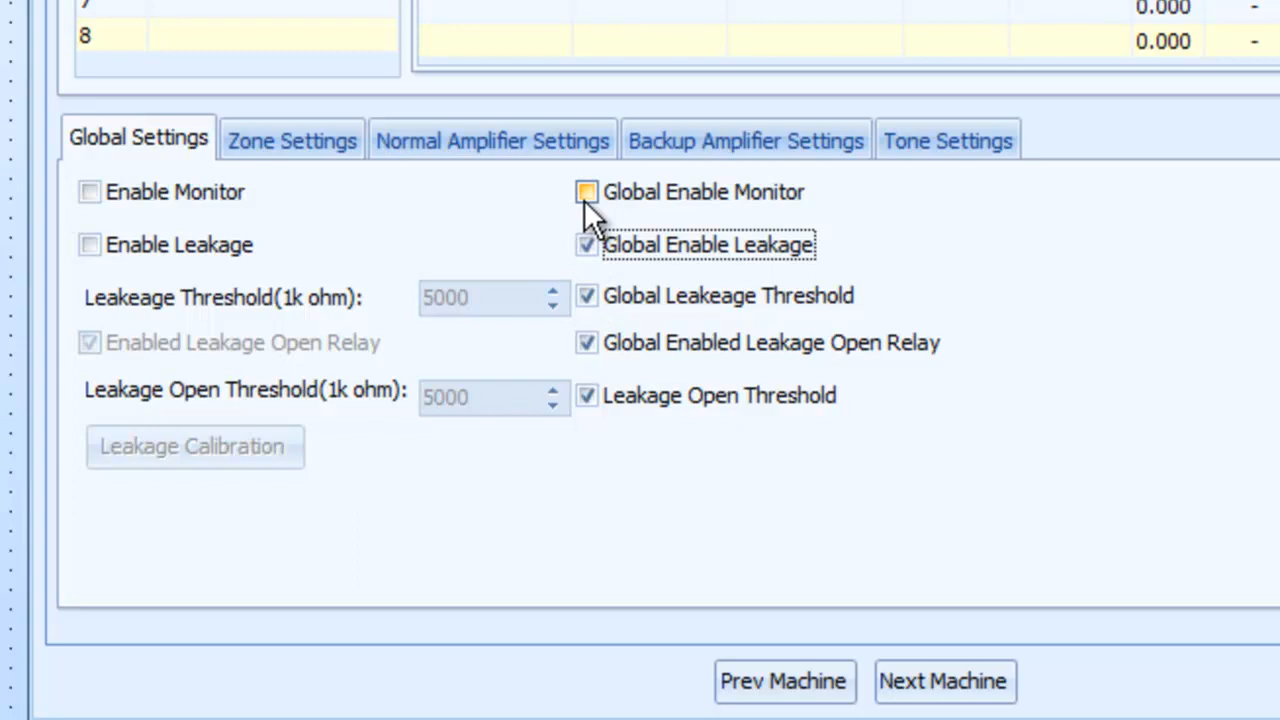 0.000 -
8
0.000 -
Global Settings Zone Settings Normal Amplifier Settings Backup Amplifier Settings Tone Settings
Enable Monitor Global Enable Monitor
Enable Leakage Global Enable Leakage
Leakeage Threshold(1k ohm): 5000 Global Leakeage Threshold
Enabled Leakage Open Relay Global Enabled Leakage Open Relay
Leakage Open Threshold(1k ohm): 5000 Leakage Open Threshold
Leakage Calibration
Prev Machine Next Machine